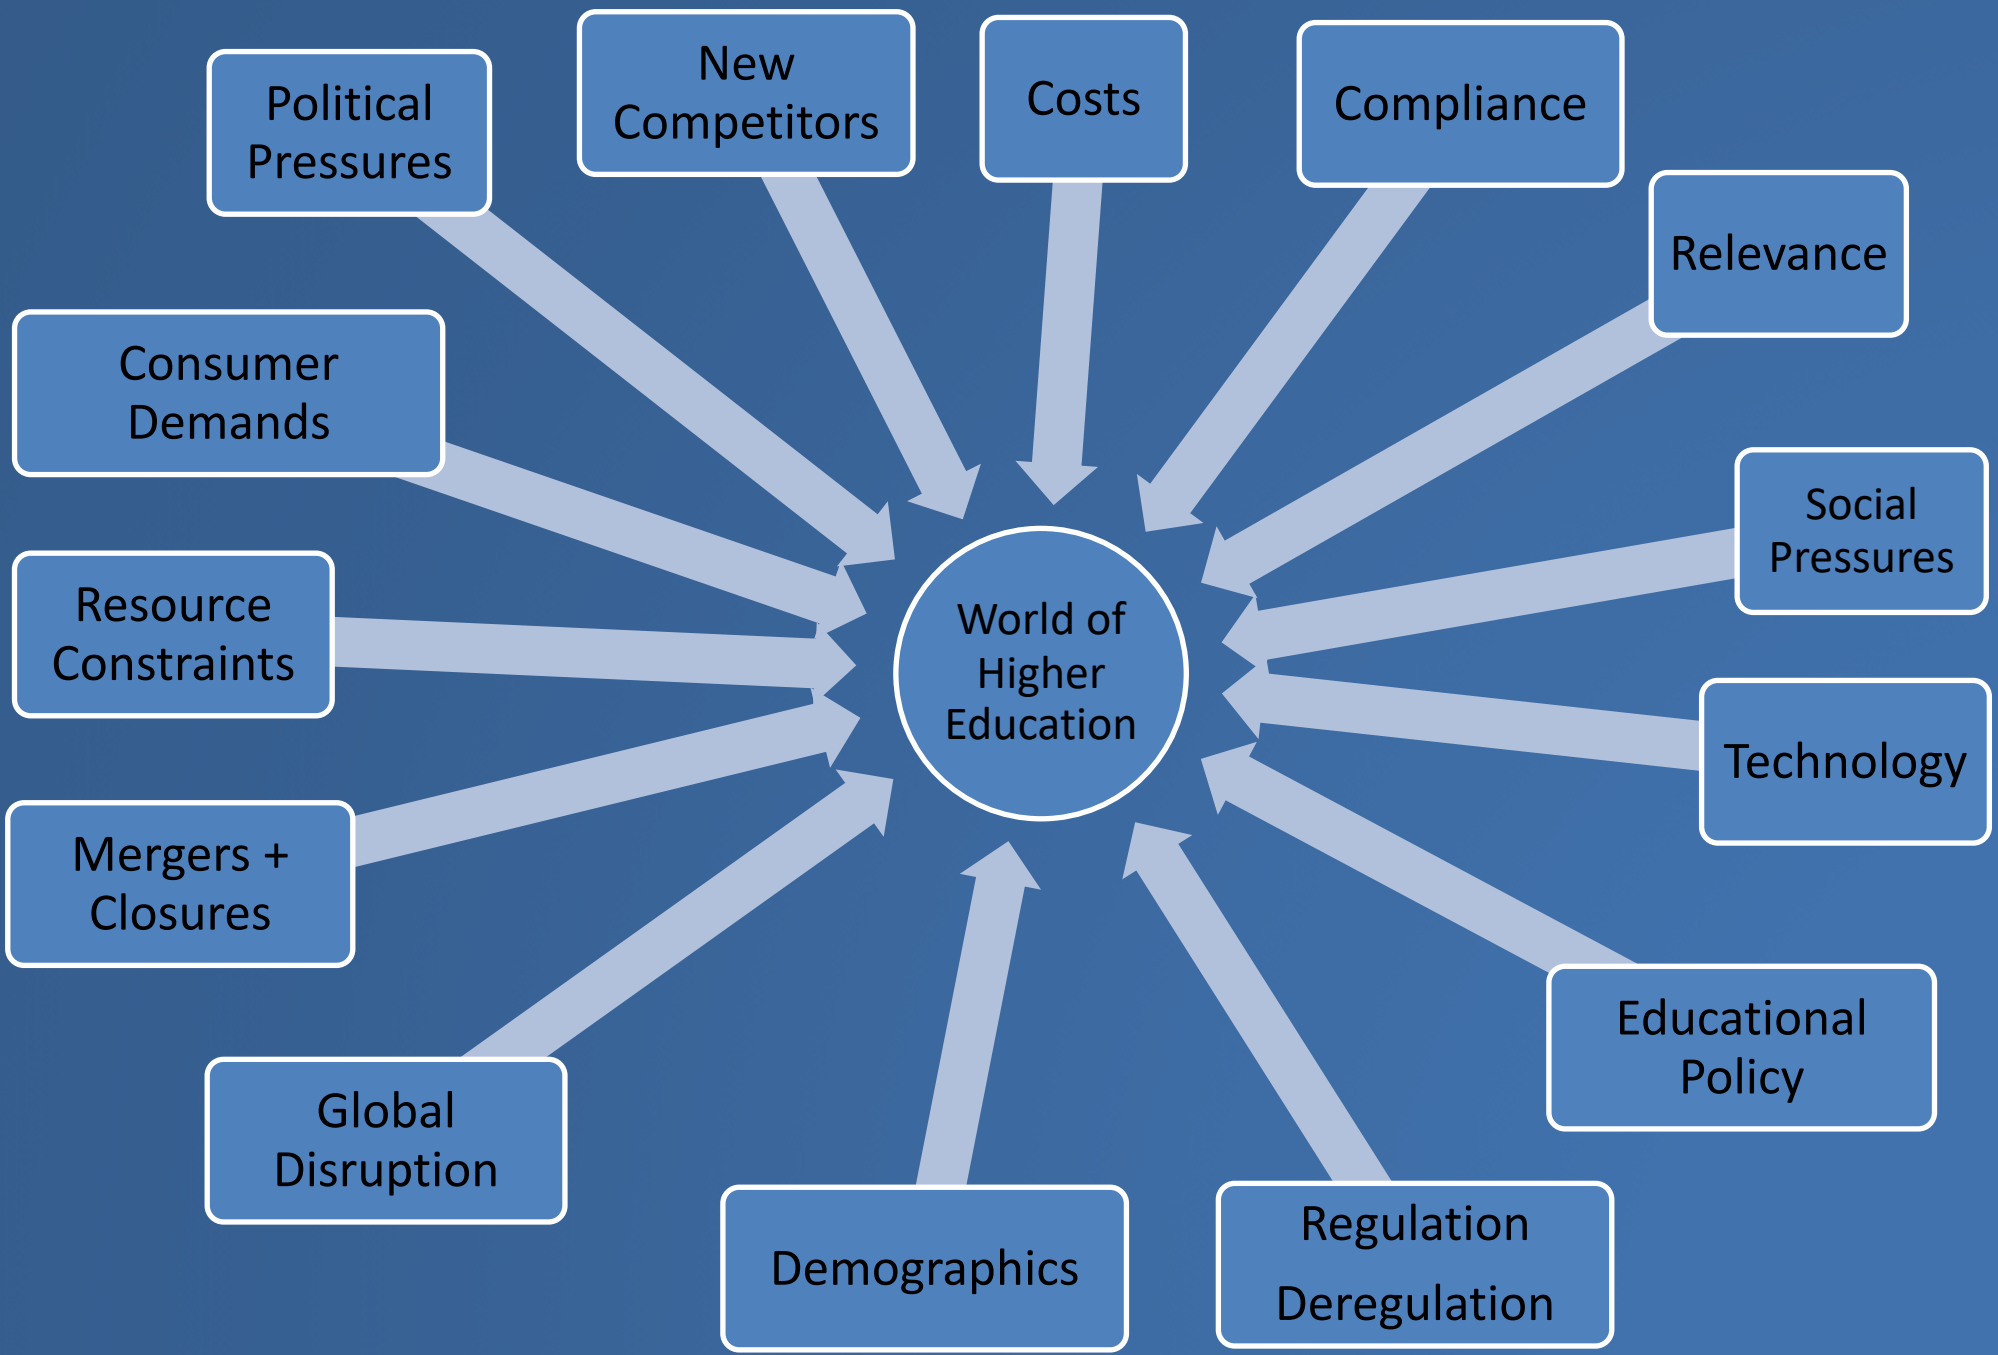 New
Competitors
Costs
Compliance
Political
Pressures
Relevance
Consumer
Demands
Social
Pressures
Resource
Constraints
World of
Higher
Education
Technology
Mergers +
Closures
Educational
Policy
Global
Disruption
Demographics
Regulation
Deregulation